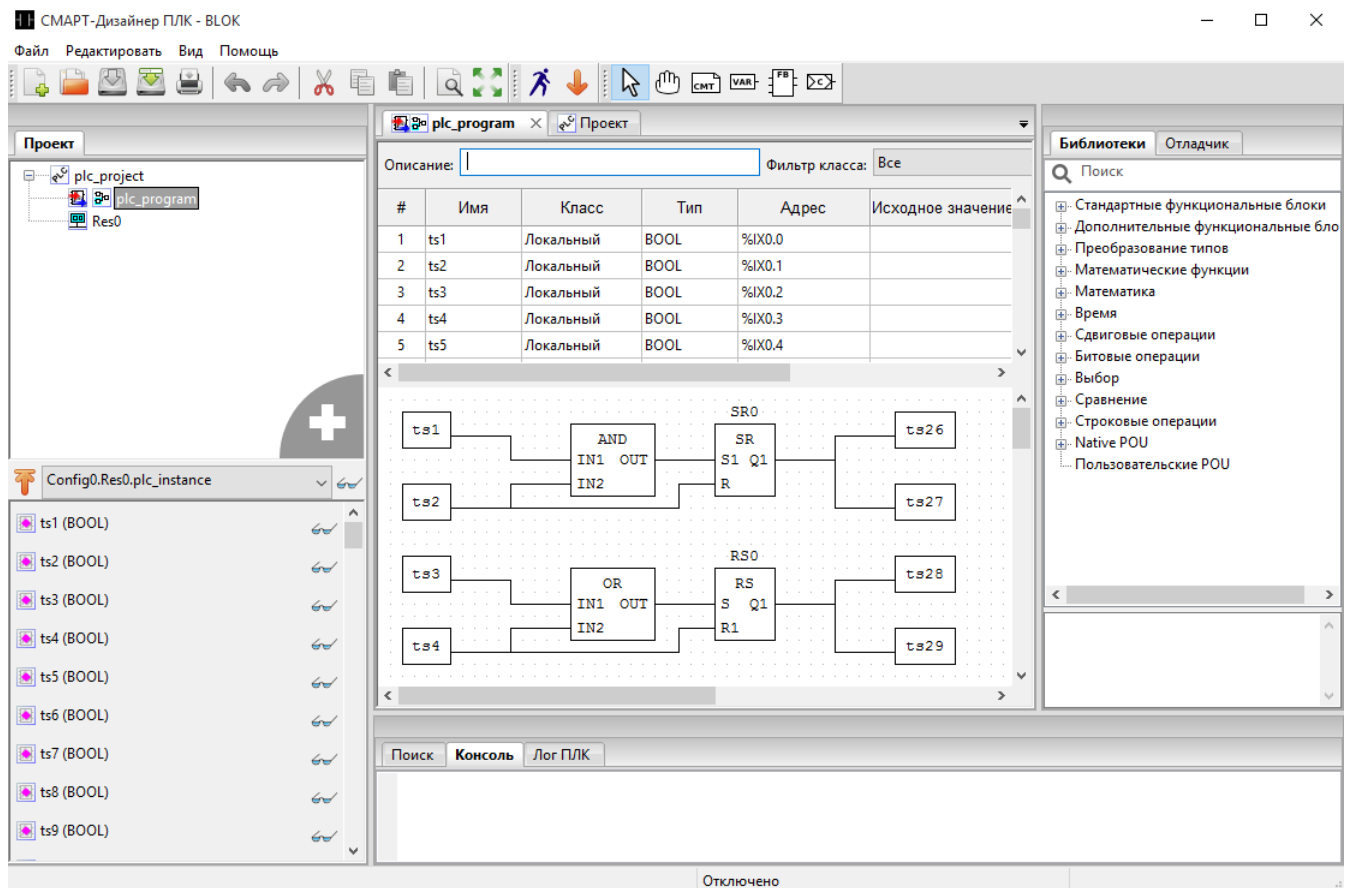 СМАРТ-Дизайнер ПЛК - BLOK
Файл Редактировать Вид Помощь
CMT VAR FB >C>
Проект
plc_project
plc_program
Res0
Config0.Res0.plc_instance
ts1 (BOOL)
ts2 (BOOL)
ts3 (BOOL)
ts4 (BOOL)
ts5 (BOOL)
ts6 (BOOL)
ts7 (BOOL)
ts8 (BOOL)
ts9 (BOOL)
plc_program Проект
Описание: Фильтр класса: Все
# Имя Класс Тип Адрес Исходное значение
1 ts1 Локальный BOOL %IX0.0
2 ts2 Локальный BOOL %IX0.1
3 ts3 Локальный BOOL %IX0.2
4 ts4 Локальный BOOL %IX0.3
5 ts5 Локальный BOOL %IX0.4
SR0
ts1 AND SR ts26
IN1 OUT S1 Q1
IN2 R
ts2 ts27
RS0
ts3 OR RS ts28
IN1 OUT S Q1
IN2 R1
ts4 ts29
Поиск Консоль Лог ПЛК
Библиотеки Отладчик
Поиск
Стандартные функциональные блоки
Дополнительные функциональные бло
Преобразование типов
Математические функции
Математика
Время
Сдвиговые операции
Битовые операции
Выбор
Сравнение
Строковые операции
Native POU
Пользовательские POU
Отключено